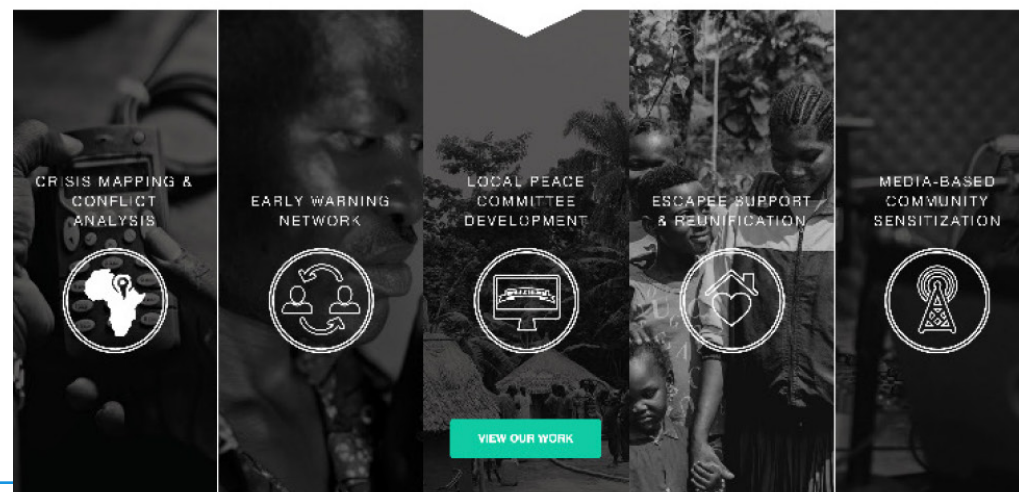 CRISIS MAPPING &
CONFLICT
ANALYSIS
EARLY WARNING
NETWORK
LOCAL PEACE
COMMITTEE
DEVELOPMENT
ESCAPEE SUPPORT
& REUNIFICATION
MEDIA-BASED
COMMUNITY
SENSITIZATION
VIEW OUR WORK